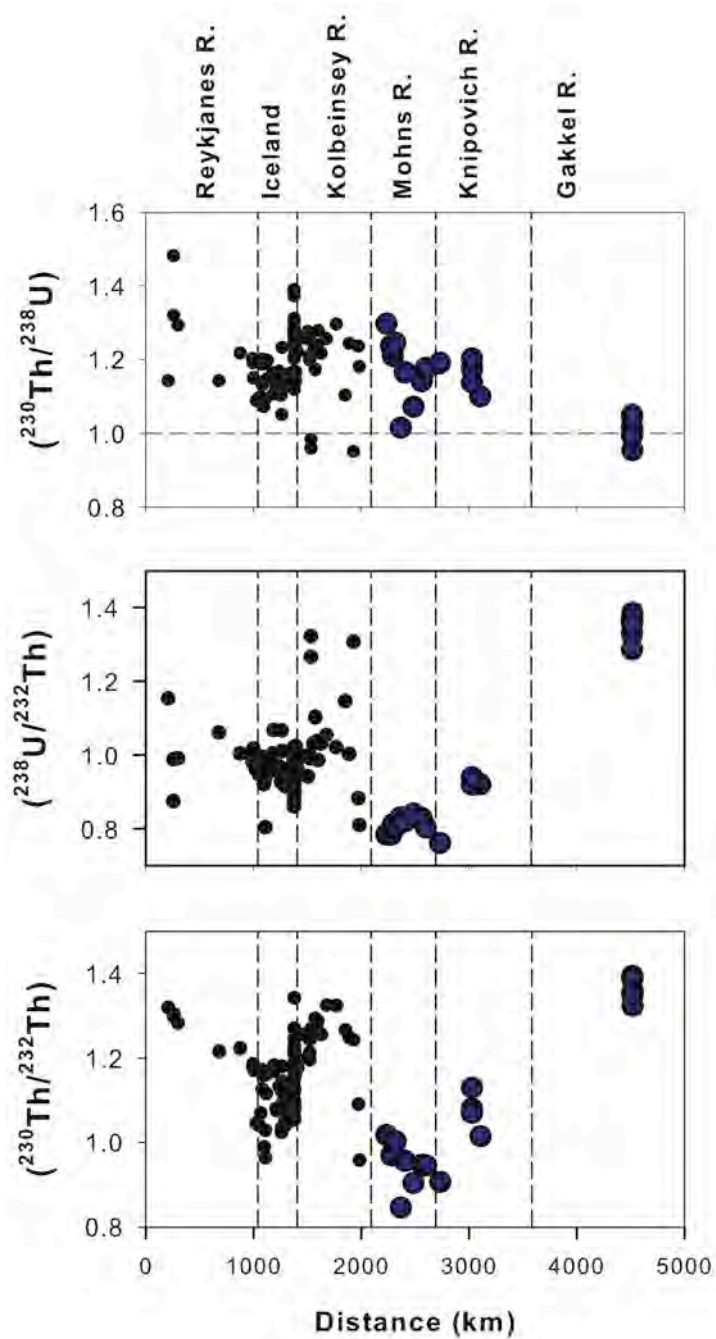 Reykjanes R.
Iceland
Kolbeinsey R.
Mohns R.
Knipovich R.
Gakkel R.
(²³⁰Th/²³⁸U)
1.6
1.4
1.2
1.0
0.8
(²³⁸U/²³²Th)
1.4
1.2
1.0
0.8
(²³⁰Th/²³²Th)
1.4
1.2
1.0
0.8
0 1000 2000 3000 4000 5000
Distance (km)